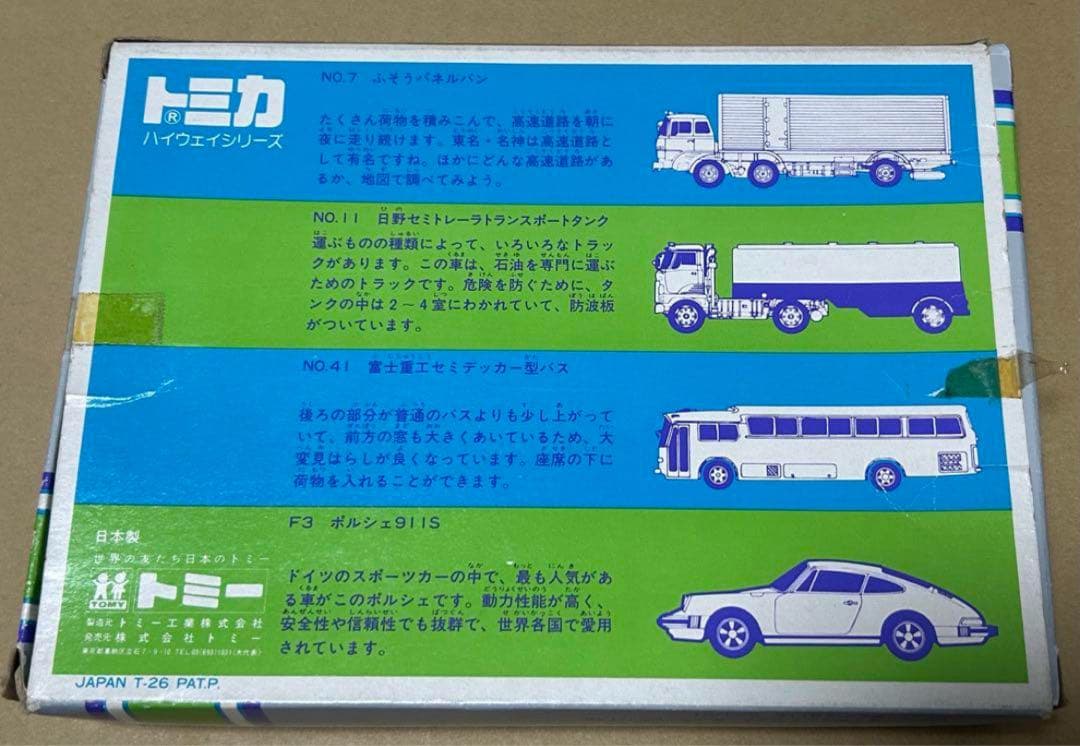 トミカ
®
ハイウェイシリーズ
NO.7 ふそうパネルバン
たくさん荷物を積みこんで、高速道路を朝に
夜に走り続けます。東名・名神は高速道路と
して有名ですね。ほかにどんな高速道路があ
るか、地図で調べてみよう。
NO.11 日野セミトレーラトランスポートタンク
運ぶものの種類によって、いろいろなトラッ
クがあります。この車は、石油を専門に運ぶ
ためのトラックです。危険を防ぐために、タ
ンクの中は2〜4室にわかれていて、防波板
がついています。
NO.41 富士重工セミデッカー型バス
後ろの部分が普通のバスよりも少し上がって
いて、前方の窓も大きくあいているため、大
変見はらしが良くなっています。座席の下に
荷物を入れることができます。
F3 ポルシェ911S
ドイツのスポーツカーの中で、最も人気があ
る車がこのポルシェです。動力性能が高く、
安全性や信頼性でも抜群で、世界各国で愛用
されています。
日本製
世界の友だち日本のトミー
TOMY
トミー
製造元 トミー工業株式会社
発売元 株式会社トミー
東京都葛飾区立石7-9-10 TEL.03(693)1031(大代表)
JAPAN T-26 PAT.P.